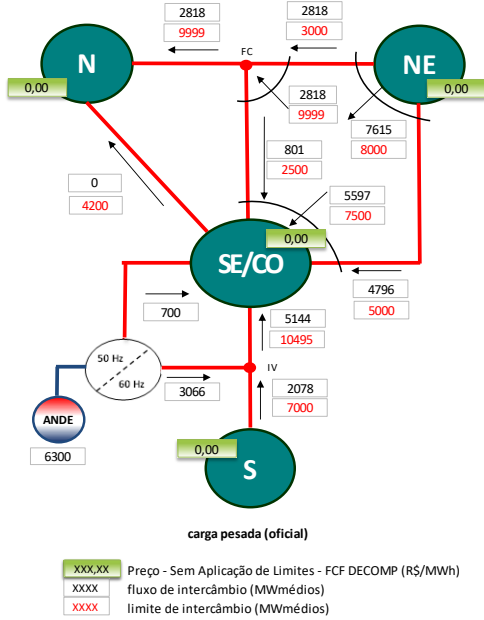 2818
9999
2818
3000
FC
N
NE
0,00
0,00
2818
9999
7615
8000
801
2500
0
4200
5597
7500
0,00
SE/CO
4796
5000
700
5144
10495
50 Hz
60 Hz
IV
3066
2078
7000
ANDE
6300
0,00
S
carga pesada (oficial)
XXX,XX Preço - Sem Aplicação de Limites - FCF DECOMP (R$/MWh)
XXXX fluxo de intercâmbio (MWmédios)
XXXX limite de intercâmbio (MWmédios)